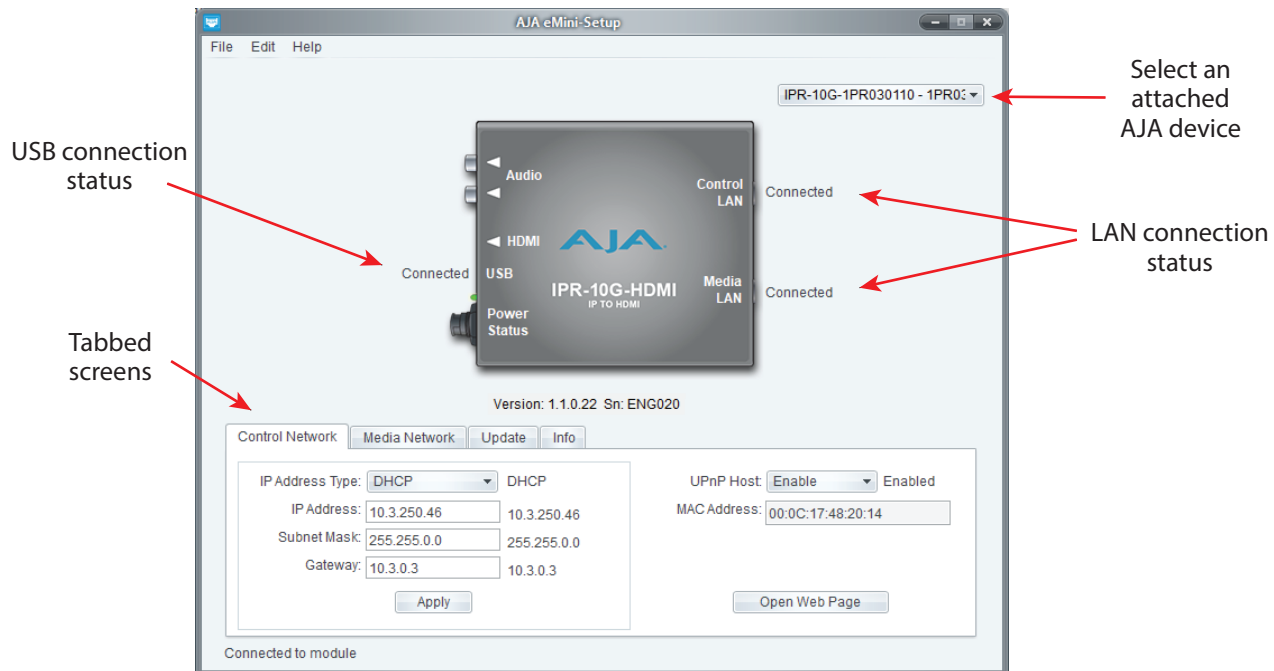 AJA eMini-Setup
File Edit Help
IPR-10G-1PR030110 - 1PR03
Select an
attached
AJA device
USB connection
status
Audio
Control
LAN
Connected
HDMI
AJA
LAN connection
status
Connected
USB
IPR-10G-HDMI
IP TO HDMI
Media
LAN
Connected
Power
Status
Tabbed
screens
Version: 1.1.0.22 Sn: ENG020
Control Network Media Network Update Info
IP Address Type: DHCP DHCP
IP Address: 10.3.250.46 10.3.250.46
Subnet Mask: 255.255.0.0 255.255.0.0
Gateway: 10.3.0.3 10.3.0.3
Apply
UPnP Host: Enable Enabled
MAC Address: 00:0C:17:48:20:14
Open Web Page
Connected to module